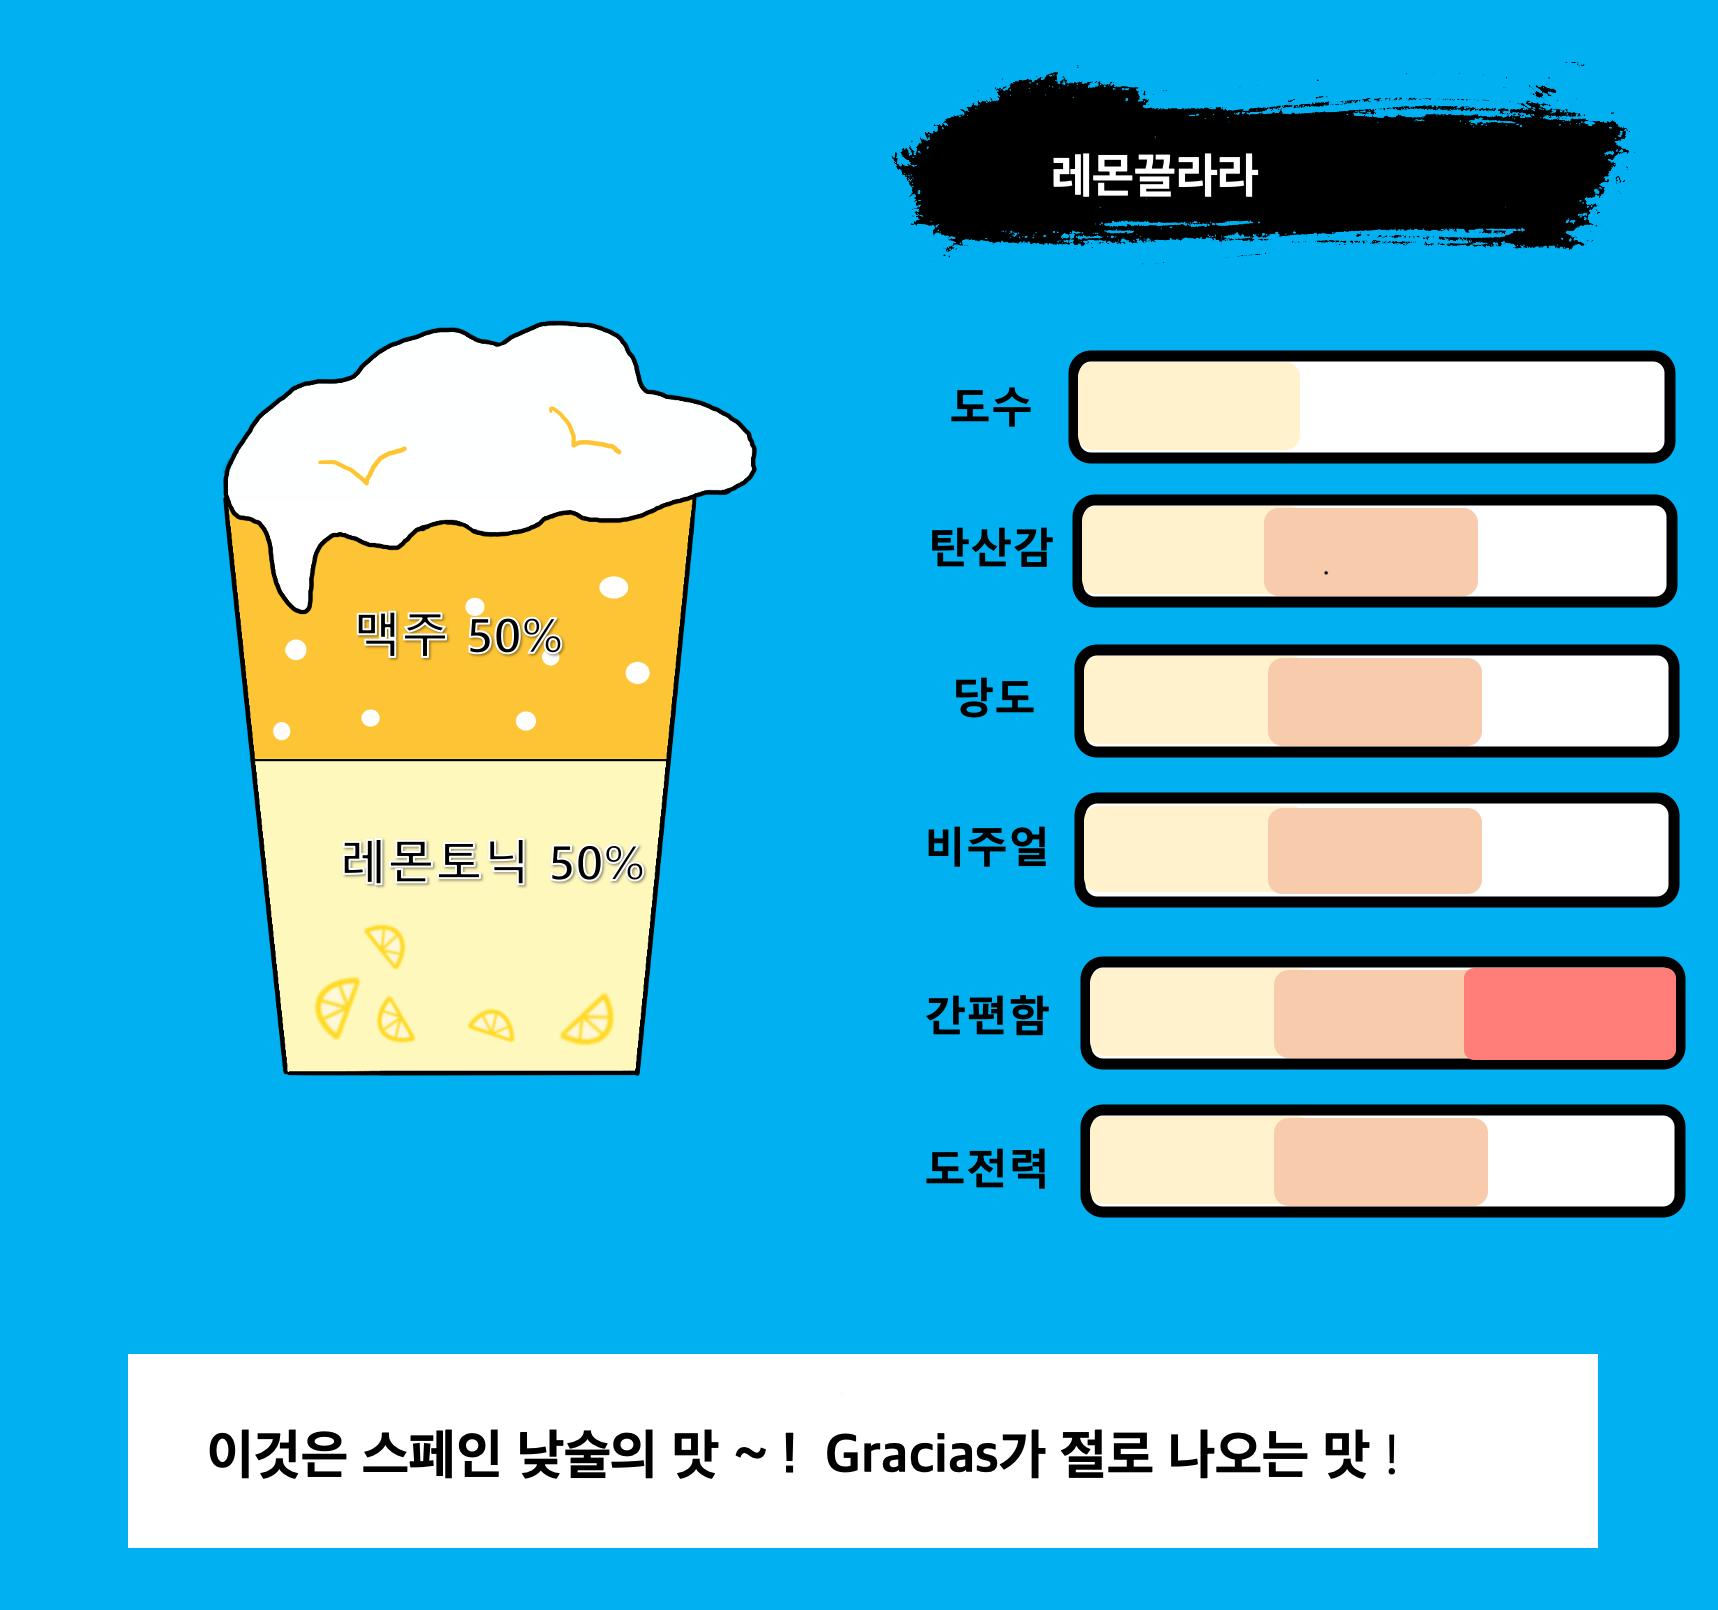 레몬끌라라
도수
탄산감
맥주 50%
당도
비주얼
레몬토닉 50%
간편함
도전력
이것은 스페인 낮술의 맛 ~ ! Gracias가 절로 나오는 맛 !